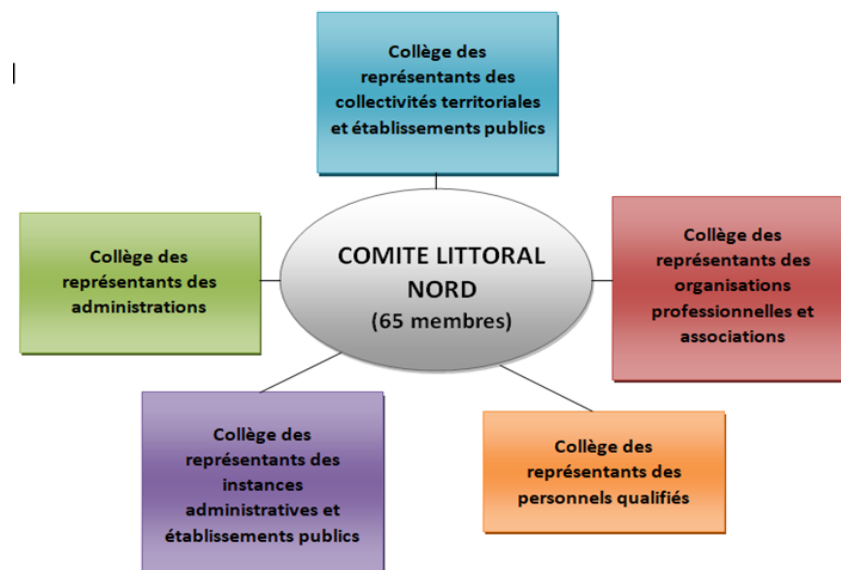 Collège des
représentants des
collectivités territoriales
et établissements publics
COMITE LITTORAL
NORD
(65 membres)
Collège des
représentants des
administrations
Collège des
représentants des
organisations
professionnelles et
associations
Collège des
représentants des
instances
administratives et
établissements publics
Collège des
représentants des
personnels qualifiés